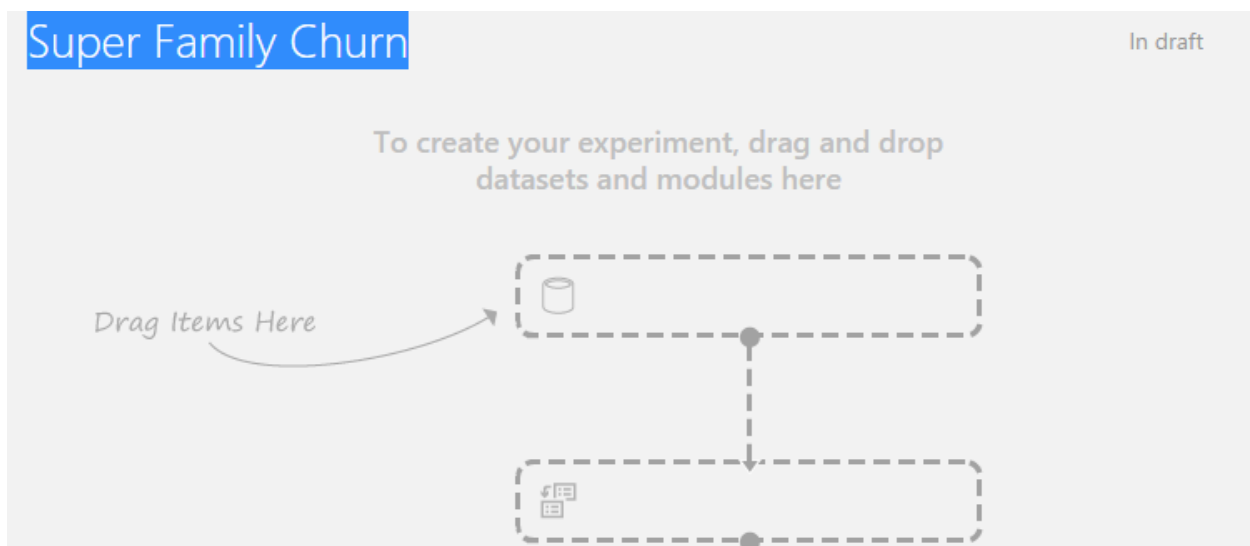 Super Family Churn
In draft
To create your experiment, drag and drop
datasets and modules here
Drag Items Here